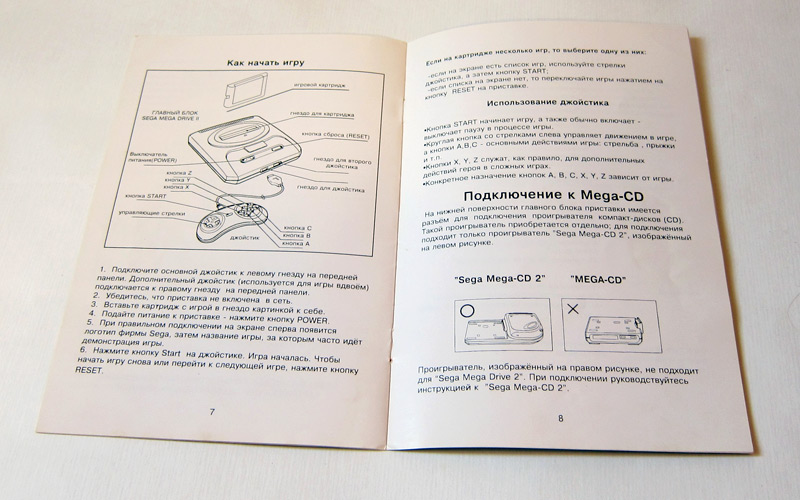 Как начать игру
игровой картридж
ГЛАВНЫЙ БЛОК
SEGA MEGA DRIVE II
гнездо для картриджа
кнопка сброса (RESET)
Выключатель
питания(POWER)
гнездо для второго
джойстика
кнопка Z
кнопка Y
кнопка X
гнездо для джойстика
кнопка START
управляющие стрелки
джойстик
кнопка C
кнопка B
кнопка A
1. Подключите основной джойстик к левому гнезду на передней
панели. Дополнительный джойстик (используется для игры вдвоём)
подключается к правому гнезду на передней панели.
2. Убедитесь, что приставка не включена в сеть.
3. Вставьте картридж с игрой в гнездо картинкой к себе.
4. Подайте питание к приставке - нажмите кнопку POWER.
5. При правильном подключении на экране сперва появится
логотип фирмы Sega, затем название игры, за которым часто идёт
демонстрация игры.
6. Нажмите кнопку Start на джойстике. Игра началась. Чтобы
начать игру снова или перейти к следующей игре, нажмите кнопку
RESET.
7
Если на картридже несколько игр, то выберите одну из них:
-если на экране есть список игр, используйте стрелки
джойстика, а затем кнопку START;
-если списка на экране нет, то переключайте игры нажатием на
кнопку RESET на приставке.
Использование джойстика
•Кнопка START начинает игру, а также обычно включает -
выключает паузу в процессе игры.
•Круглая кнопка со стрелками слева управляет движением в игре,
а кнопки A,B,C - основными действиями игры: стрельба , прыжки
и т.п.
•Кнопки X, Y, Z служат, как правило, для дополнительных
действий героя в сложных играх.
•Конкретное назначение кнопок A, B, C, X, Y, Z зависит от игры.
Подключение к Mega-CD
На нижней поверхности главного блока приставки имеется
разъём для подключения проигрывателя компакт-дисков (CD).
Такой проигрыватель приобретается отдельно; для подключения
подходит только проигрыватель "Sega Mega-CD 2", изображённый
на левом рисунке.
"Sega Mega-CD 2"
"MEGA-CD"
Проигрыватель, изображённый на правом рисунке, не подходит
для "Sega Mega Drive 2". При подключении руководствуйтесь
инструкцией к "Sega Mega-CD 2".
8